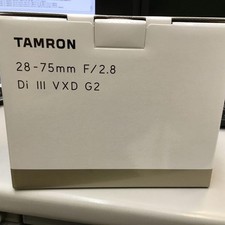 TAMRON
28-75mm F/2.8
Di III VXD G2